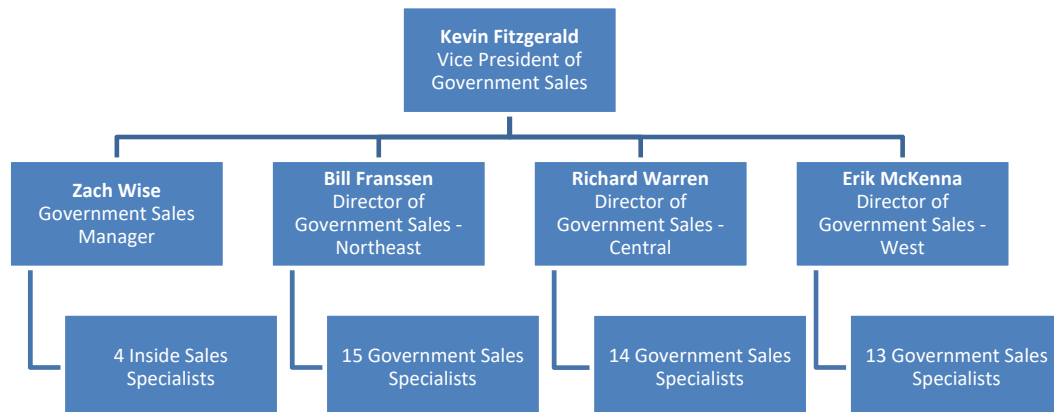 Kevin Fitzgerald
Vice President of
Government Sales
Zach Wise
Government Sales
Manager
Bill Franssen
Director of
Government Sales -
Northeast
Richard Warren
Director of
Government Sales -
Central
Erik McKenna
Director of
Government Sales -
West
4 Inside Sales
Specialists
15 Government Sales
Specialists
14 Government Sales
Specialists
13 Government Sales
Specialists